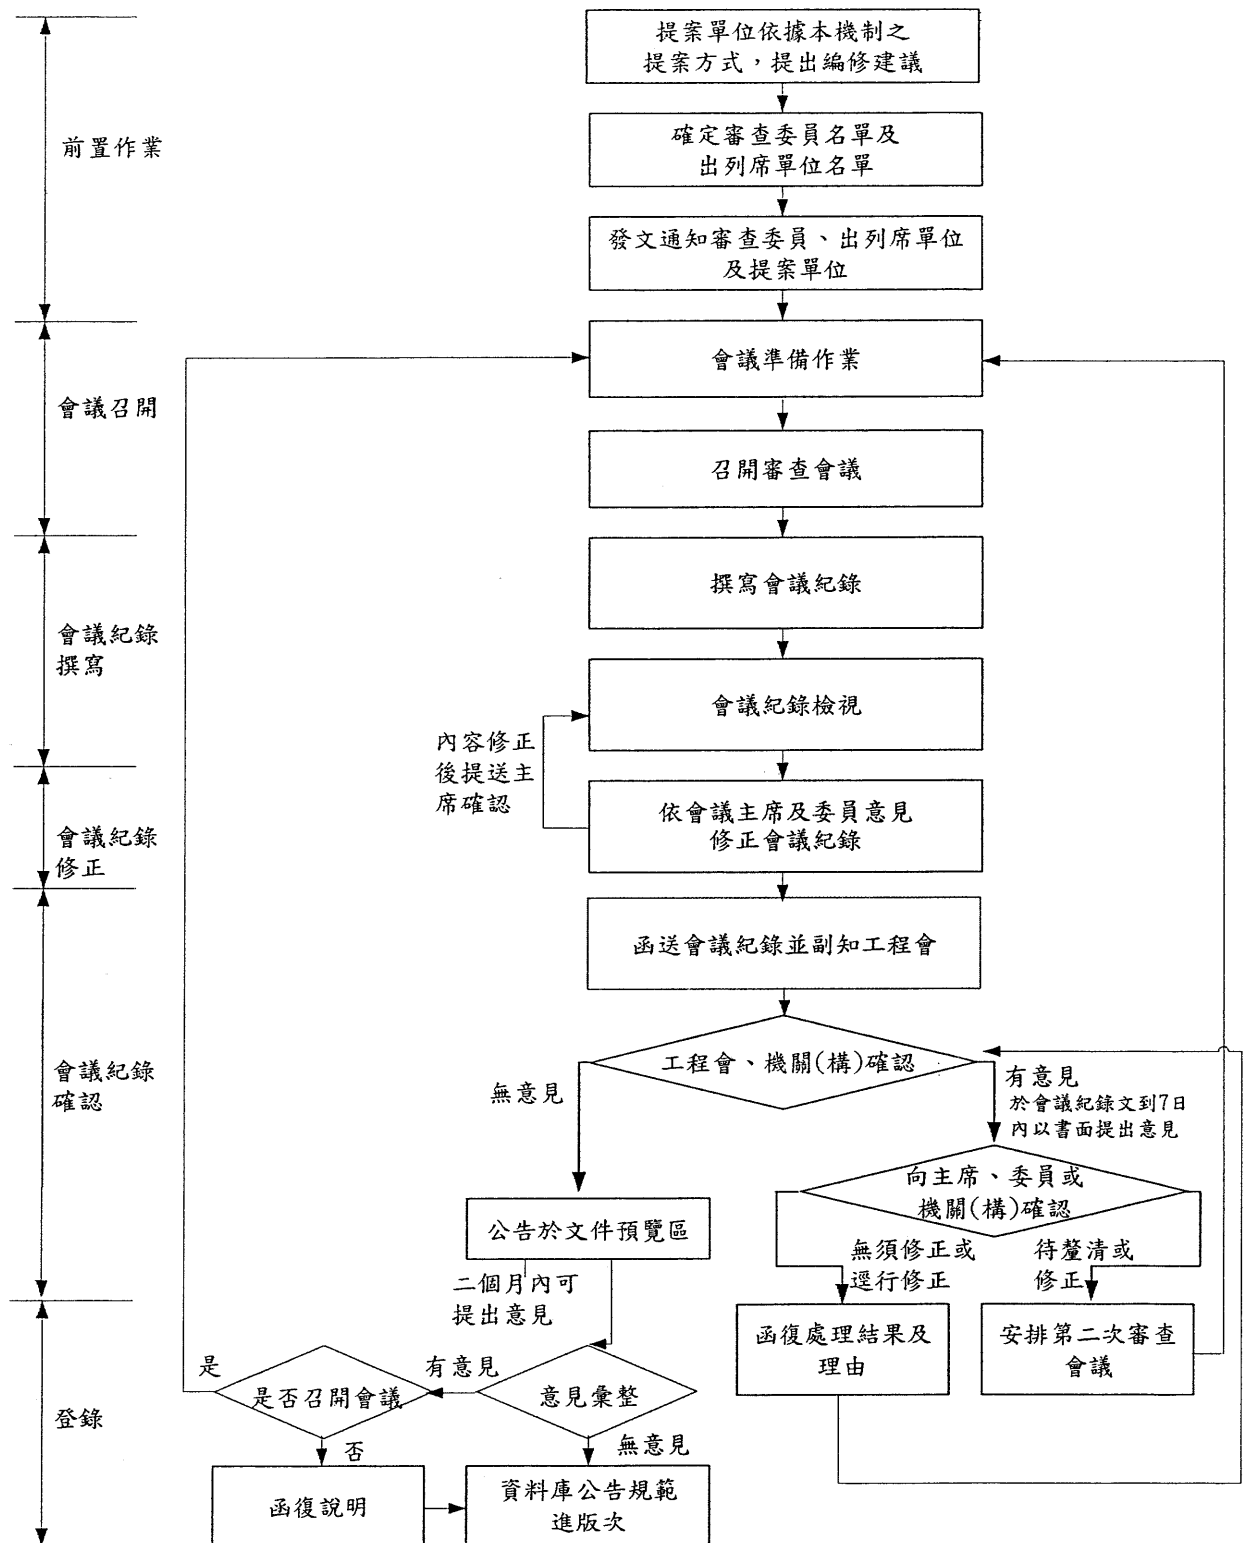 提案單位依據本機制之
提案方式，提出編修建議
前置作業
確定審查委員名單及
出列席單位名單
發文通知審查委員、出列席單位
及提案單位
會議召開
會議準備作業
召開審查會議
會議紀錄
撰寫
撰寫會議紀錄
會議紀錄檢視
內容修正
後提送主
席確認
會議紀錄
修正
依會議主席及委員意見
修正會議紀錄
函送會議紀錄並副知工程會
會議紀錄
確認
工程會、機關(構)確認
無意見
有意見
於會議紀錄文到7日
內以書面提出意見
向主席、委員或
機關(構)確認
公告於文件預覽區
二個月內可
提出意見
無須修正或
逕行修正
待釐清或
修正
函復處理結果及
理由
安排第二次審查
會議
登錄
是
是否召開會議
有意見
意見彙整
否
無意見
函復說明
資料庫公告規範
進版次